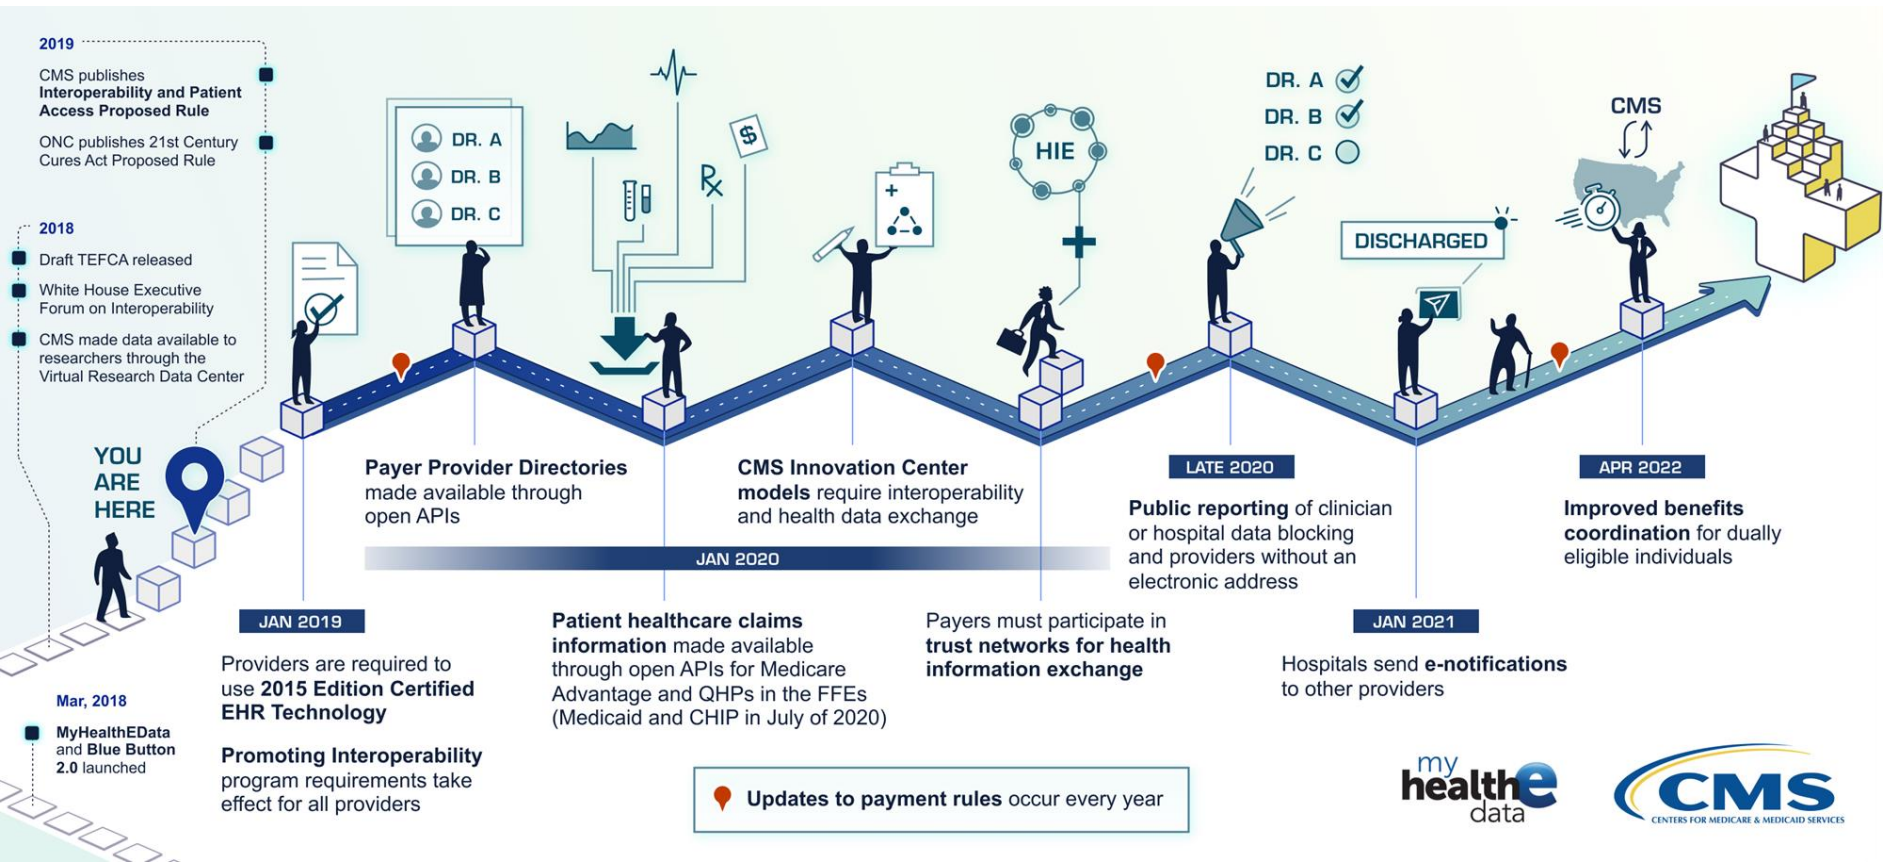 2019
CMS publishes
Interoperability and Patient
Access Proposed Rule
ONC publishes 21st Century
Cures Act Proposed Rule
2018
Draft TEFCA released
White House Executive
Forum on Interoperability
CMS made data available to
researchers through the
Virtual Research Data Center
YOU
ARE
HERE
Mar, 2018
MyHealthEData
and Blue Button
2.0 launched
JAN 2019
Providers are required to
use 2015 Edition Certified
EHR Technology
Promoting Interoperability
program requirements take
effect for all providers
DR. A
DR. B
DR. C
Payer Provider Directories
made available through
open APIs
$
Rx
JAN 2020
Patient healthcare claims
information made available
through open APIs for Medicare
Advantage and QHPs in the FFEs
(Medicaid and CHIP in July of 2020)
CMS Innovation Center
models require interoperability
and health data exchange
HIE
Payers must participate in
trust networks for health
information exchange
DR. A
DR. B
DR. C
LATE 2020
Public reporting of clinician
or hospital data blocking
and providers without an
electronic address
DISCHARGED
JAN 2021
Hospitals send e-notifications
to other providers
CMS
APR 2022
Improved benefits
coordination for dually
eligible individuals
Updates to payment rules occur every year
my
healthe
data
CMS
CENTERS FOR MEDICARE & MEDICAID SERVICES